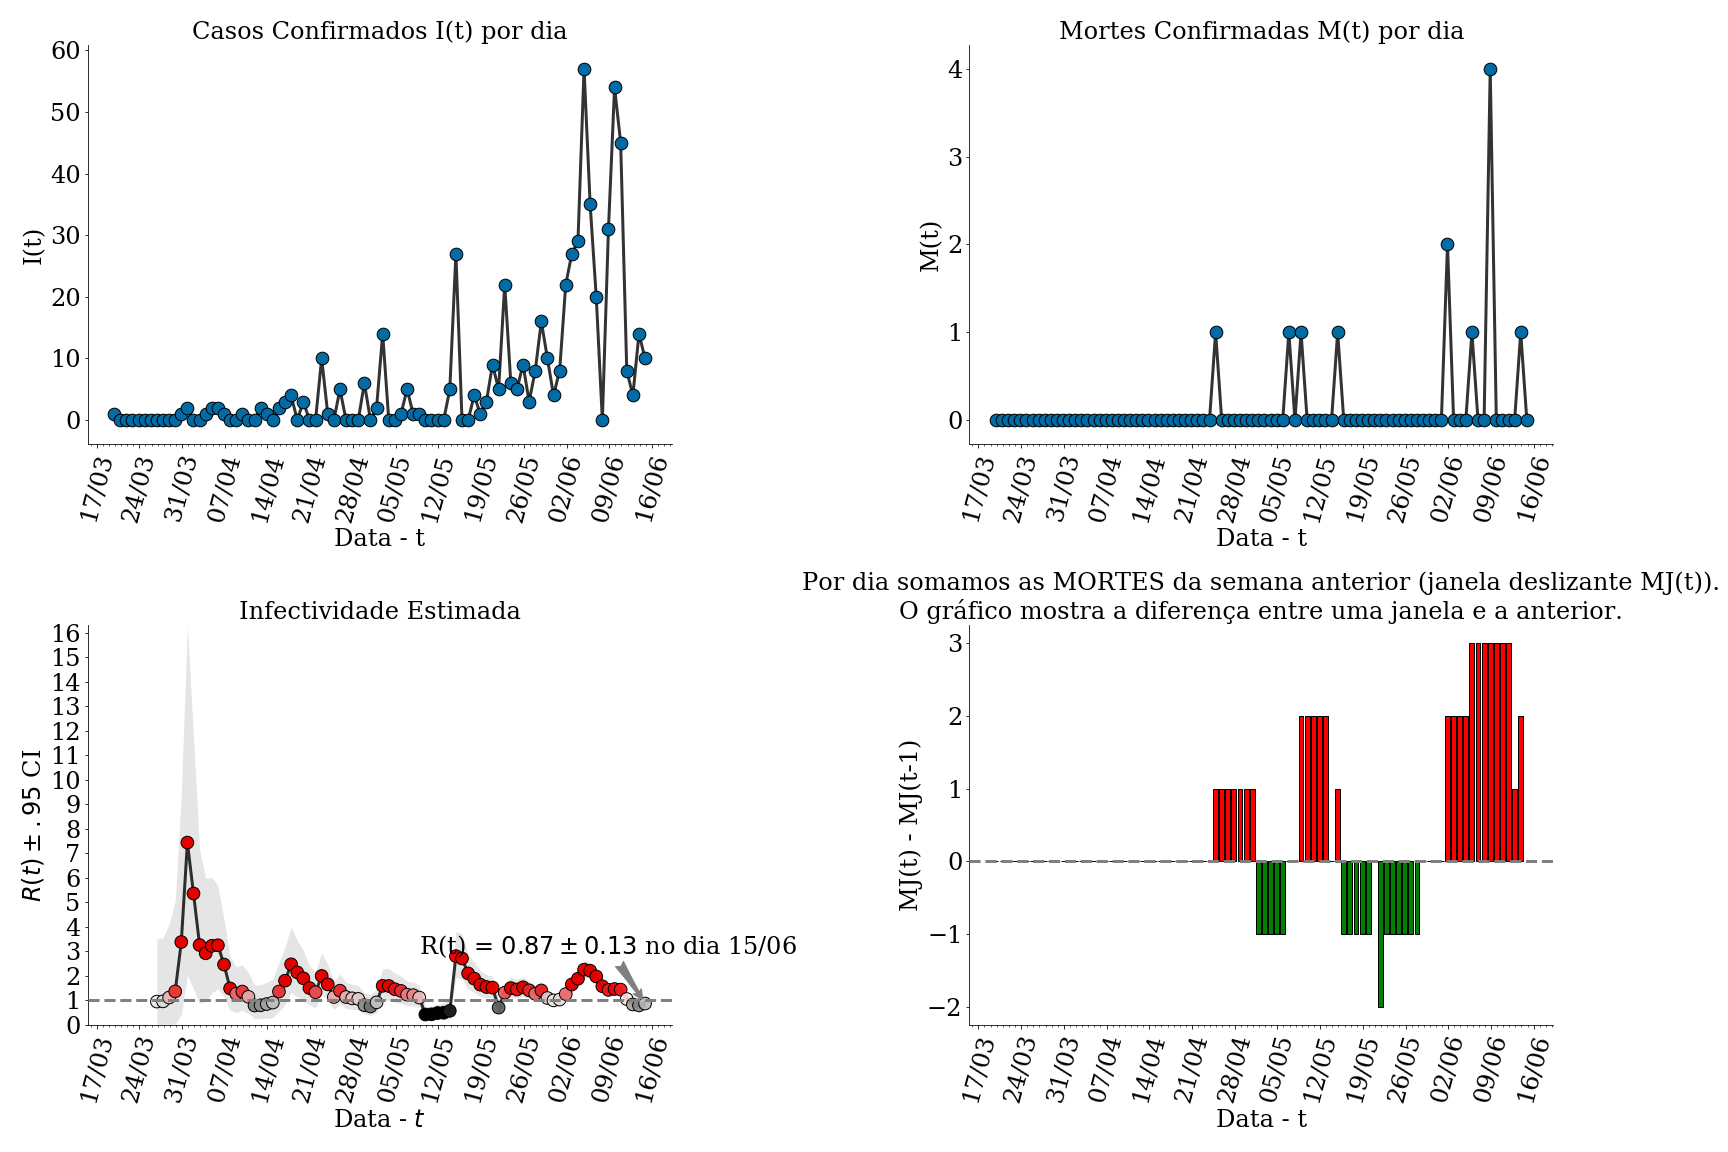 Casos Confirmados I(t) por dia
60
50
40
30
20
10
0
I(t)
17/03 24/03 31/03 07/04 14/04 21/04 28/04 05/05 12/05 19/05 26/05 02/06 09/06 16/06
Data - t
Mortes Confirmadas M(t) por dia
4
3
2
1
0
M(t)
17/03 24/03 31/03 07/04 14/04 21/04 28/04 05/05 12/05 19/05 26/05 02/06 09/06 16/06
Data - t
Infectividade Estimada
16
15
14
13
12
11
10
9
8
7
6
5
4
3
2
1
0
R(t) ± .95 CI
R(t) = 0.87 ± 0.13 no dia 15/06
17/03 24/03 31/03 07/04 14/04 21/04 28/04 05/05 12/05 19/05 26/05 02/06 09/06 16/06
Data - t
Por dia somamos as MORTES da semana anterior (janela deslizante MJ(t)).
O gráfico mostra a diferença entre uma janela e a anterior.
3
2
1
0
−1
−2
MJ(t) - MJ(t-1)
17/03 24/03 31/03 07/04 14/04 21/04 28/04 05/05 12/05 19/05 26/05 02/06 09/06 16/06
Data - t